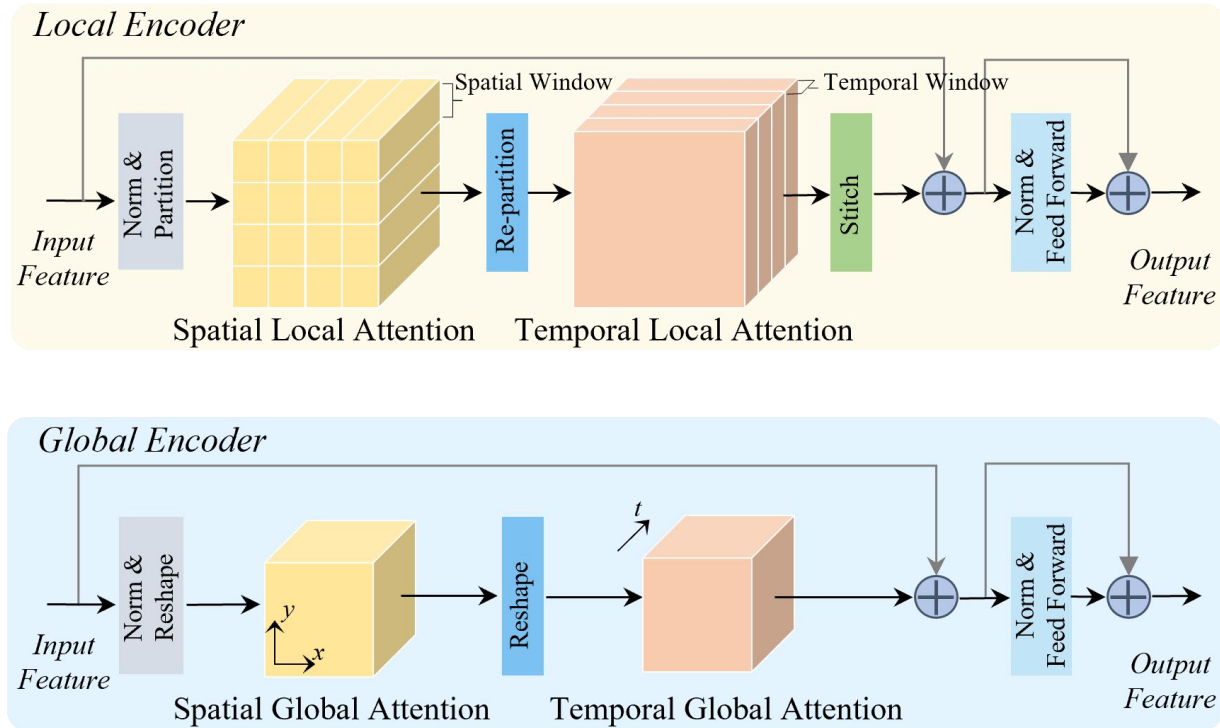 Local Encoder
Spatial Window
Temporal Window
Norm &
Partition
Re-partition
Stitch
Norm &
Feed Forward
Input
Feature
Output
Feature
Spatial Local Attention
Temporal Local Attention
Global Encoder
t
Norm &
Reshape
y
x
Reshape
Norm &
Feed Forward
Input
Feature
Output
Feature
Spatial Global Attention
Temporal Global Attention